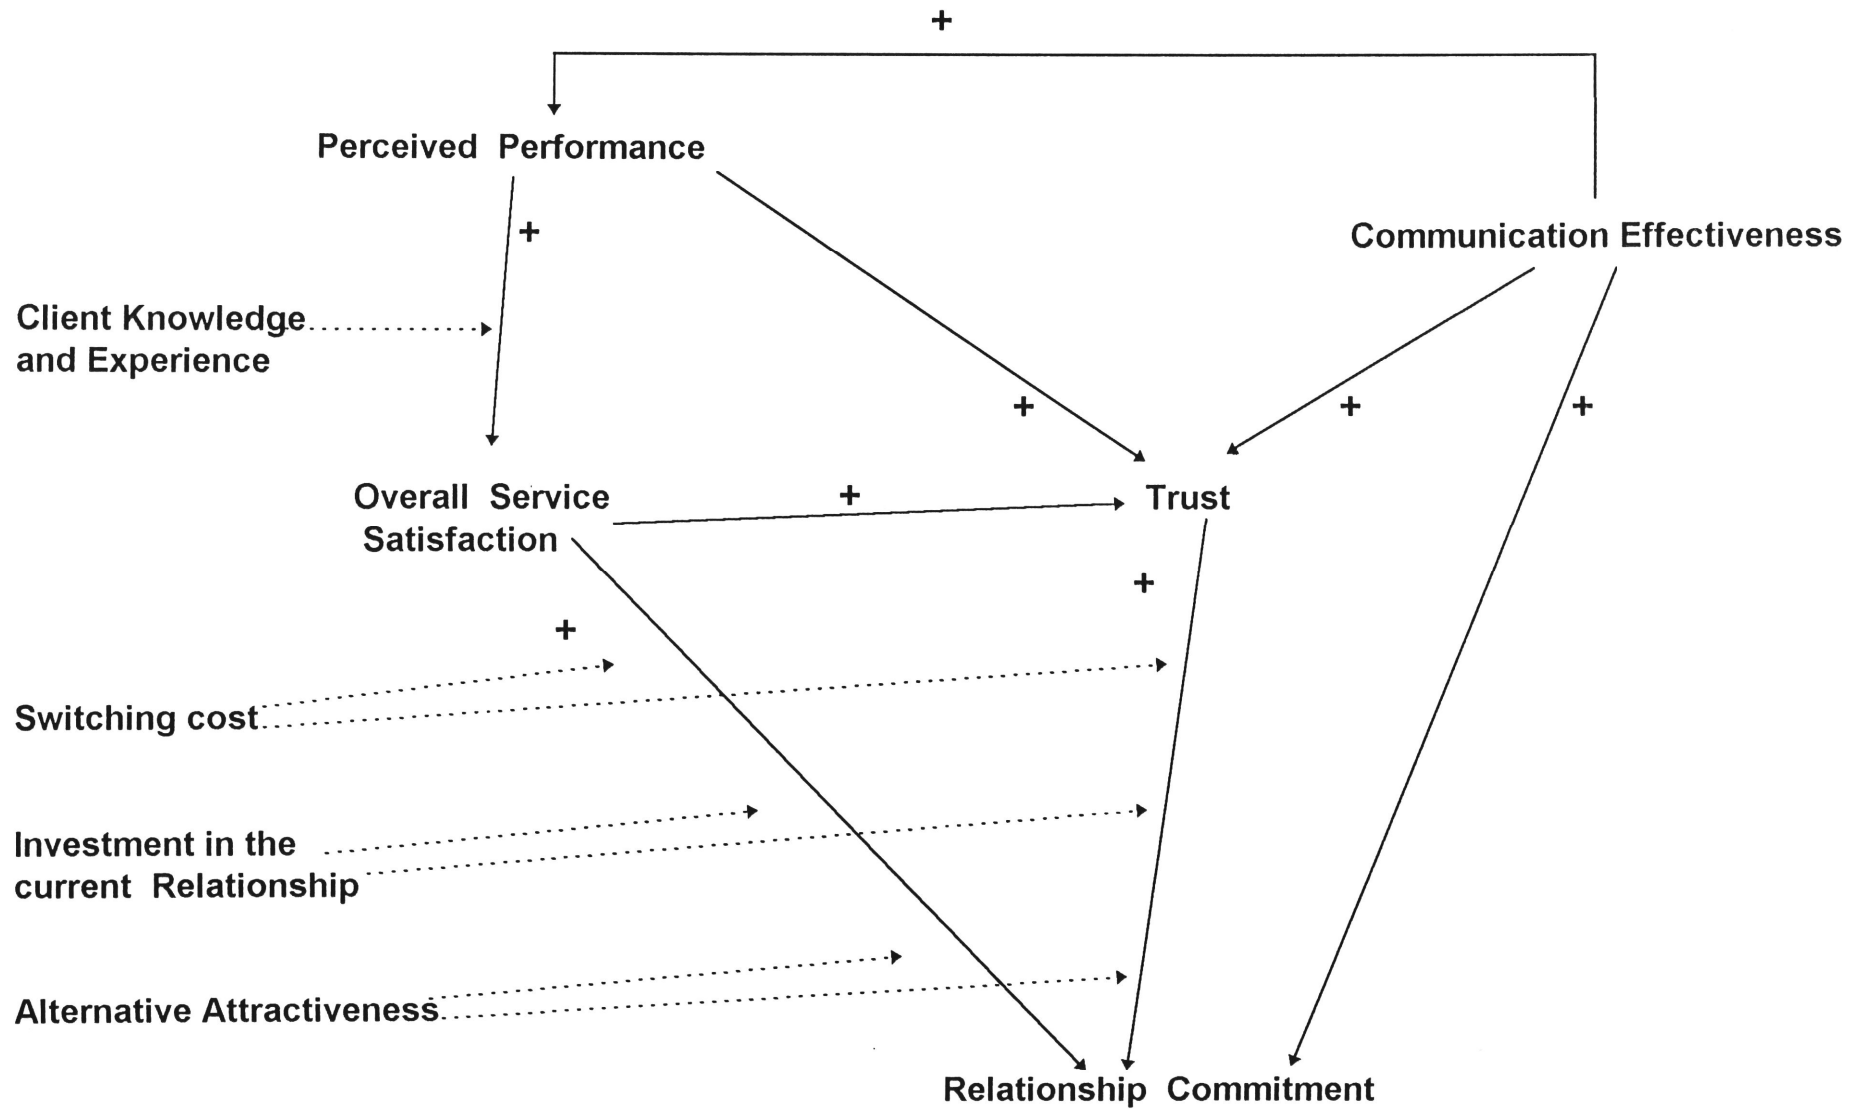 +
Perceived Performance
+
Communication Effectiveness
Client Knowledge
and Experience
+
+
+
Overall Service
Satisfaction
+
Trust
+
+
Switching cost
Investment in the
current Relationship
Alternative Attractiveness
Relationship Commitment